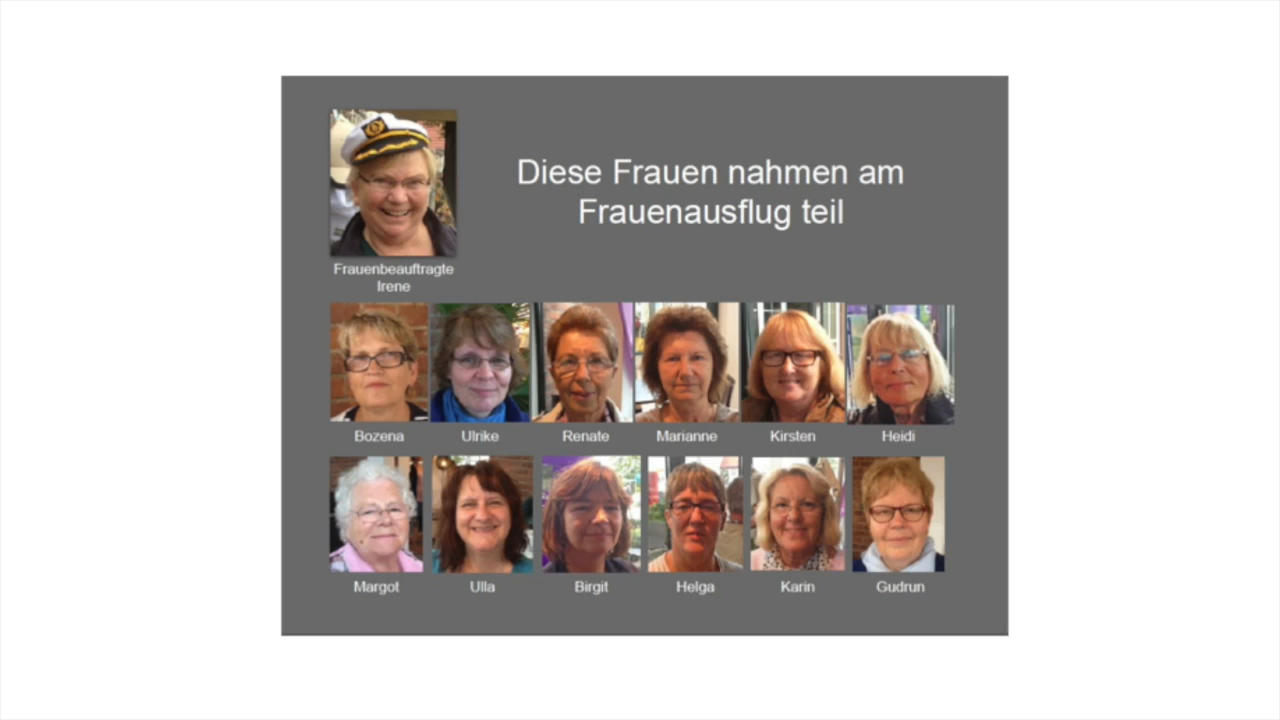 Diese Frauen nahmen am
Frauenausflug teil
Frauenbeauftragte
Irene
Bozena Ulrike Renate Marianne Kirsten Heidi
Margot Ulla Birgit Helga Karin Gudrun